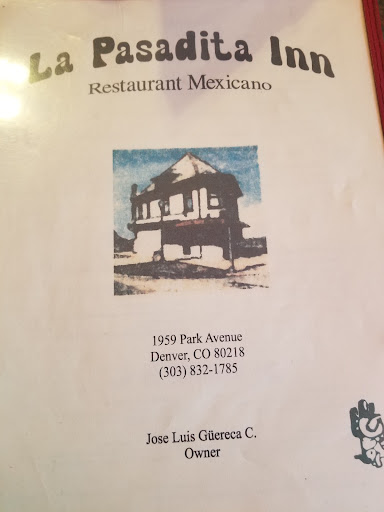 La Pasadita Inn
Restaurant Mexicano
1959 Park Avenue
Denver, CO 80218
(303) 832-1785
Jose Luis Güereca C.
Owner